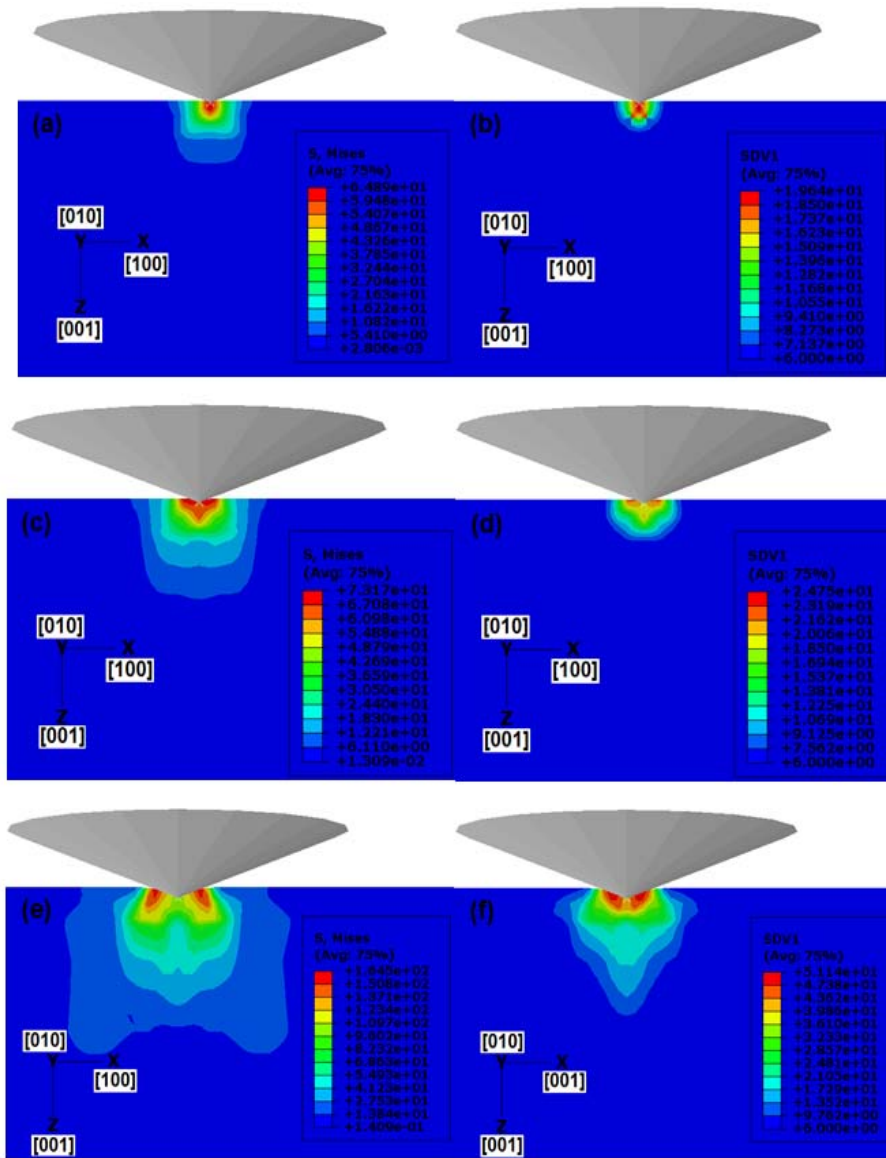 (a)
S, Mises
(Avg: 75%)
+6.489e+01
+5.948e+01
+5.407e+01
+4.867e+01
+4.326e+01
+3.785e+01
+3.244e+01
+2.704e+01
+2.163e+01
+1.622e+01
+1.082e+01
+5.410e+00
+2.806e-03
[010]
Y X
[100]
Z
[001]
(b)
SDV1
(Avg: 75%)
+1.964e+01
+1.850e+01
+1.737e+01
+1.623e+01
+1.509e+01
+1.396e+01
+1.282e+01
+1.168e+01
+1.055e+01
+9.410e+00
+8.273e+00
+7.137e+00
+6.000e+00
[010]
Y X
[100]
Z
[001]
(c)
S, Mises
(Avg: 75%)
+7.317e+01
+6.708e+01
+6.098e+01
+5.488e+01
+4.879e+01
+4.269e+01
+3.659e+01
+3.050e+01
+2.440e+01
+1.830e+01
+1.221e+01
+6.110e+00
+1.309e-02
[010]
Y X
[100]
Z
[001]
(d)
SDV1
(Avg: 75%)
+2.475e+01
+2.319e+01
+2.162e+01
+2.006e+01
+1.850e+01
+1.694e+01
+1.537e+01
+1.381e+01
+1.225e+01
+1.069e+01
+9.125e+00
+7.562e+00
+6.000e+00
[010]
Y X
[100]
Z
[001]
(e)
S, Mises
(Avg: 75%)
+1.645e+02
+1.508e+02
+1.371e+02
+1.234e+02
+1.097e+02
+9.602e+01
+8.232e+01
+6.863e+01
+5.493e+01
+4.123e+01
+2.753e+01
+1.384e+01
+1.409e-01
[010]
Y X
[100]
Z
[001]
(f)
SDV1
(Avg: 75%)
+5.114e+01
+4.738e+01
+4.362e+01
+3.986e+01
+3.610e+01
+3.233e+01
+2.857e+01
+2.481e+01
+2.105e+01
+1.729e+01
+1.352e+01
+9.762e+00
+6.000e+00
[010]
Y X
[001]
Z
[001]